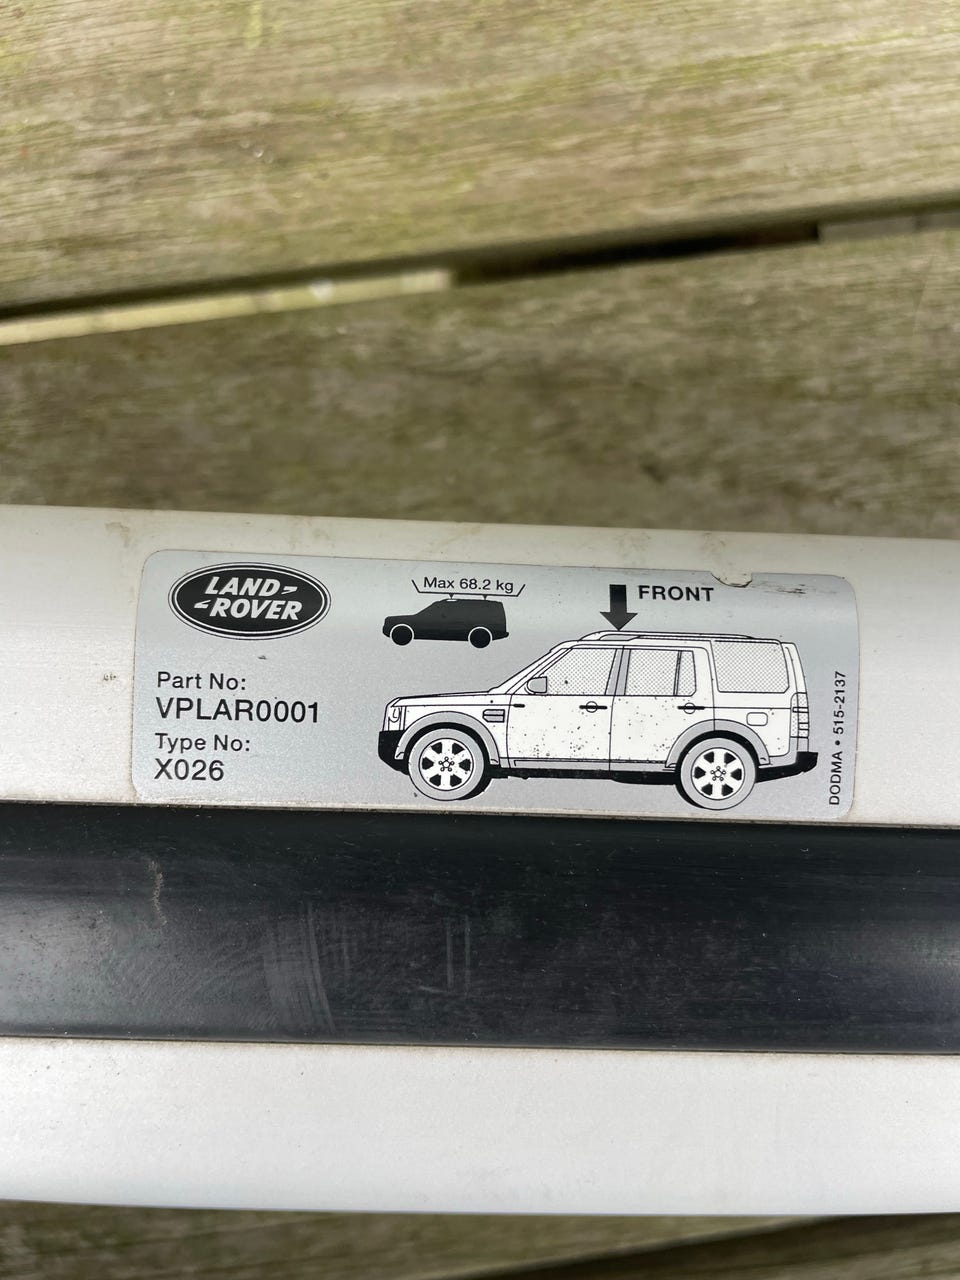 LAND-
-ROVER
Max 68.2 kg
FRONT
Part No:
VPLAR0001
Type No:
X026
DODMA • 515-2137